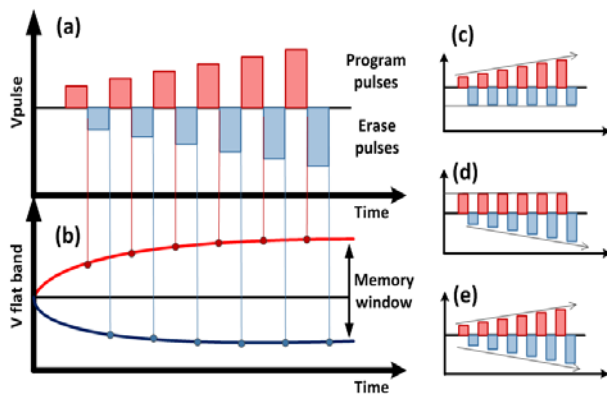 (a)
Vpulse
Program
pulses
Erase
pulses
Time
(b)
V flat band
Memory
window
Time
(c)
(d)
(e)